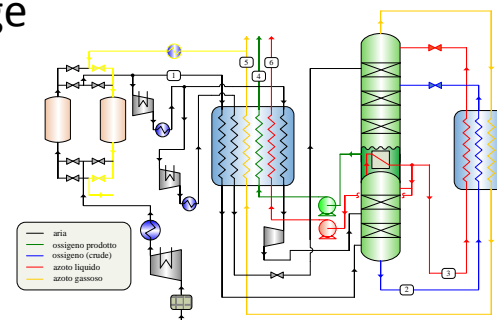 ge
1
5
4
6
aria
ossigeno prodotto
ossigeno (crude)
azoto liquido
azoto gassoso
2
3